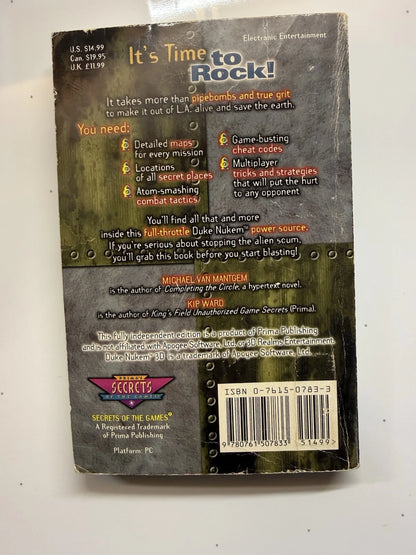 U.S. $14.99
Can. $19.95
U.K. £11.99
Electronic Entertainment
It's Time to
Rock!
It takes more than pipebombs and true grit
to make it out of L.A. alive and save the earth.
You need:
Detailed maps
for every mission
Locations
of all secret places
Atom-smashing
combat tactics
Game-busting
cheat codes
Multiplayer
tricks and strategies
that will put the hurt
to any opponent
You'll find all that and more
inside this full-throttle Duke Nukem™ power source.
If you're serious about stopping the alien scum,
you'll grab this book before you start blasting!
MICHAEL VAN MANTGEM
is the author of Completing the Circle, a hypertext novel.
KIP WARD
is the author of King's Field Unauthorized Game Secrets (Prima).
This fully independent edition is a product of Prima Publishing
and is not affiliated with Apogee Software, Ltd. or 3D Realms Entertainment.
Duke Nukem™ 3D is a trademark of Apogee Software, Ltd.
PRIMA'S
SECRETS
OF THE GAMES
SECRETS OF THE GAMES®
A Registered Trademark
of Prima Publishing
Platform: PC
ISBN 0-7615-0783-3
9 780761 507833
51499>